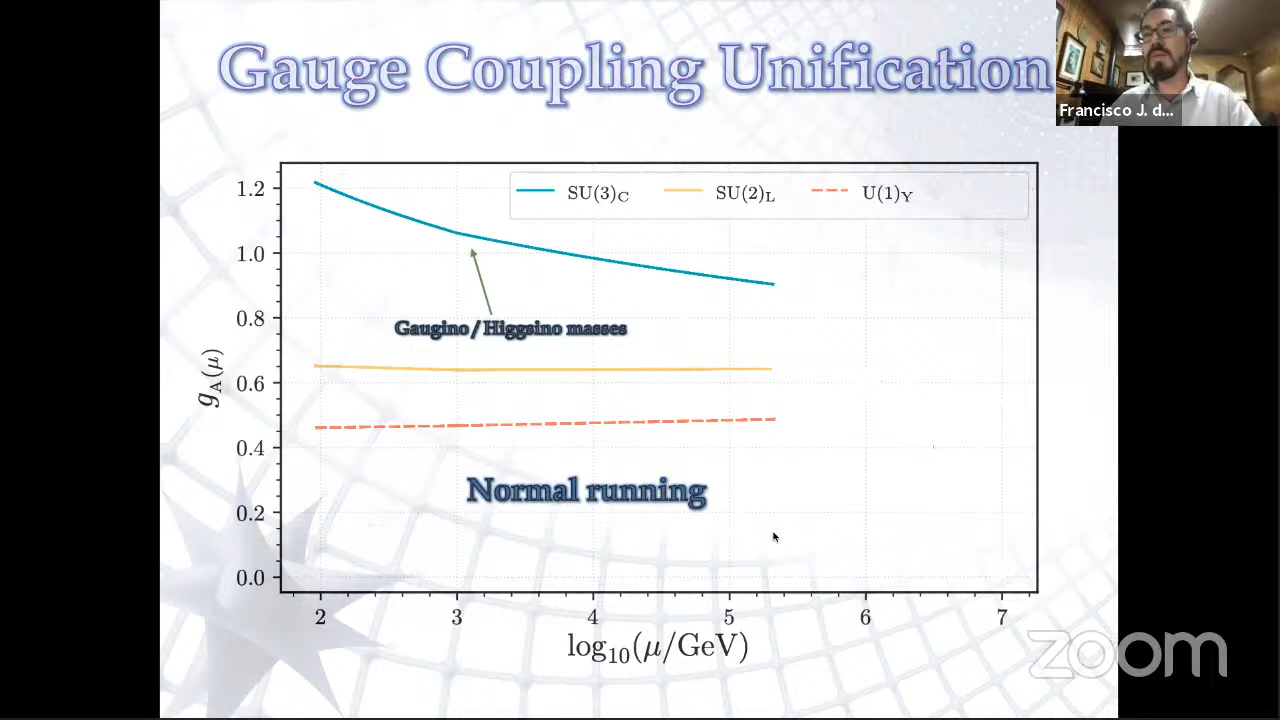 Gauge Coupling Unification
Francisco J. d...
SU(3)C SU(2)L U(1)Y
1.2
1.0
0.8
0.6
0.4
0.2
0.0
gA(μ)
Gaugino / Higgsino masses
Normal running
2 3 4 5 6 7
log10(μ/GeV)
zoom